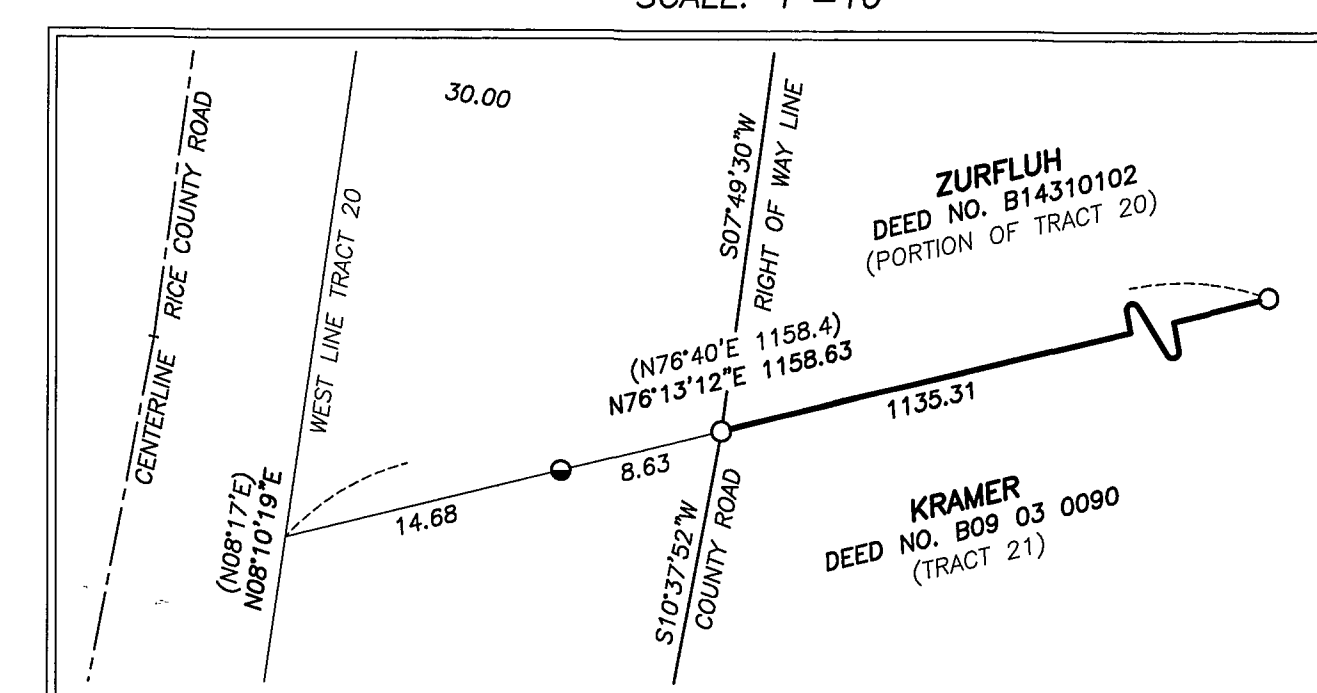 SCALE: 1"=10'
30.00
CENTERLINE RICE COUNTY ROAD
WEST LINE TRACT 20
S07°49'30"W
RIGHT OF WAY LINE
ZURFLUH
DEED NO. B14310102
(PORTION OF TRACT 20)
(N76°40'E 1158.4)
N76°13'12"E 1158.63
1135.31
8.63
14.68
(N08°17'E)
N08°10'19"E
S10°37'52"W
COUNTY ROAD
KRAMER
DEED NO. B09 03 0090
(TRACT 21)